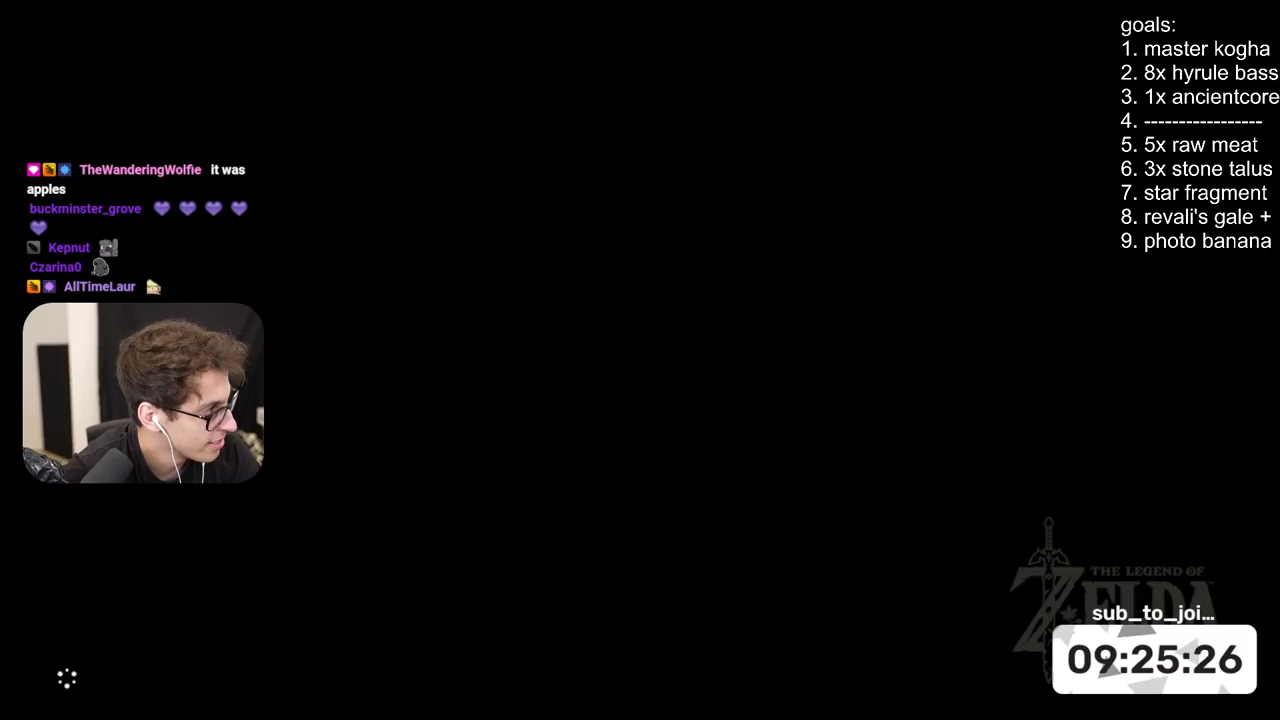 goals:
1. master kogha
2. 8x hyrule bass
3. 1x ancientcore
4. -----------------
5. 5x raw meat
6. 3x stone talus
7. star fragment
8. revali's gale +
9. photo banana
TheWanderingWolfie it was
apples
buckminster_grove
Kepnut
Czarina0
AllTimeLaur
THE LEGEND OF
ZELDA
sub_to_joi...
09:25:26